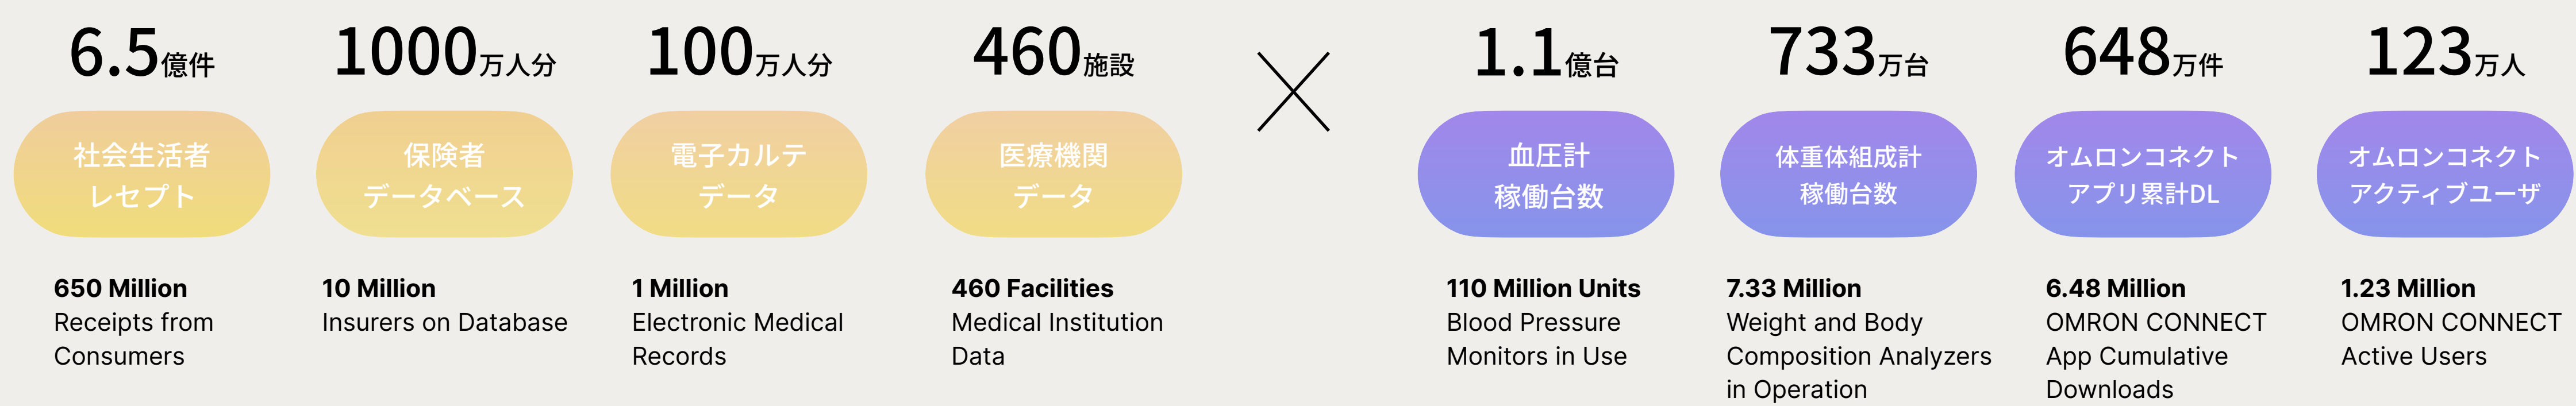 6.5億件
社会生活者
レセプト
650 Million
Receipts from
Consumers
1000万人分
保険者
データベース
10 Million
Insurers on Database
100万人分
電子カルテ
データ
1 Million
Electronic Medical
Records
460施設
医療機関
データ
460 Facilities
Medical Institution
Data
1.1億台
血圧計
稼働台数
110 Million Units
Blood Pressure
Monitors in Use
733万台
体重体組成計
稼働台数
7.33 Million
Weight and Body
Composition Analyzers
in Operation
648万件
オムロンコネクト
アプリ累計DL
6.48 Million
OMRON CONNECT
App Cumulative
Downloads
123万人
オムロンコネクト
アクティブユーザ
1.23 Million
OMRON CONNECT
Active Users